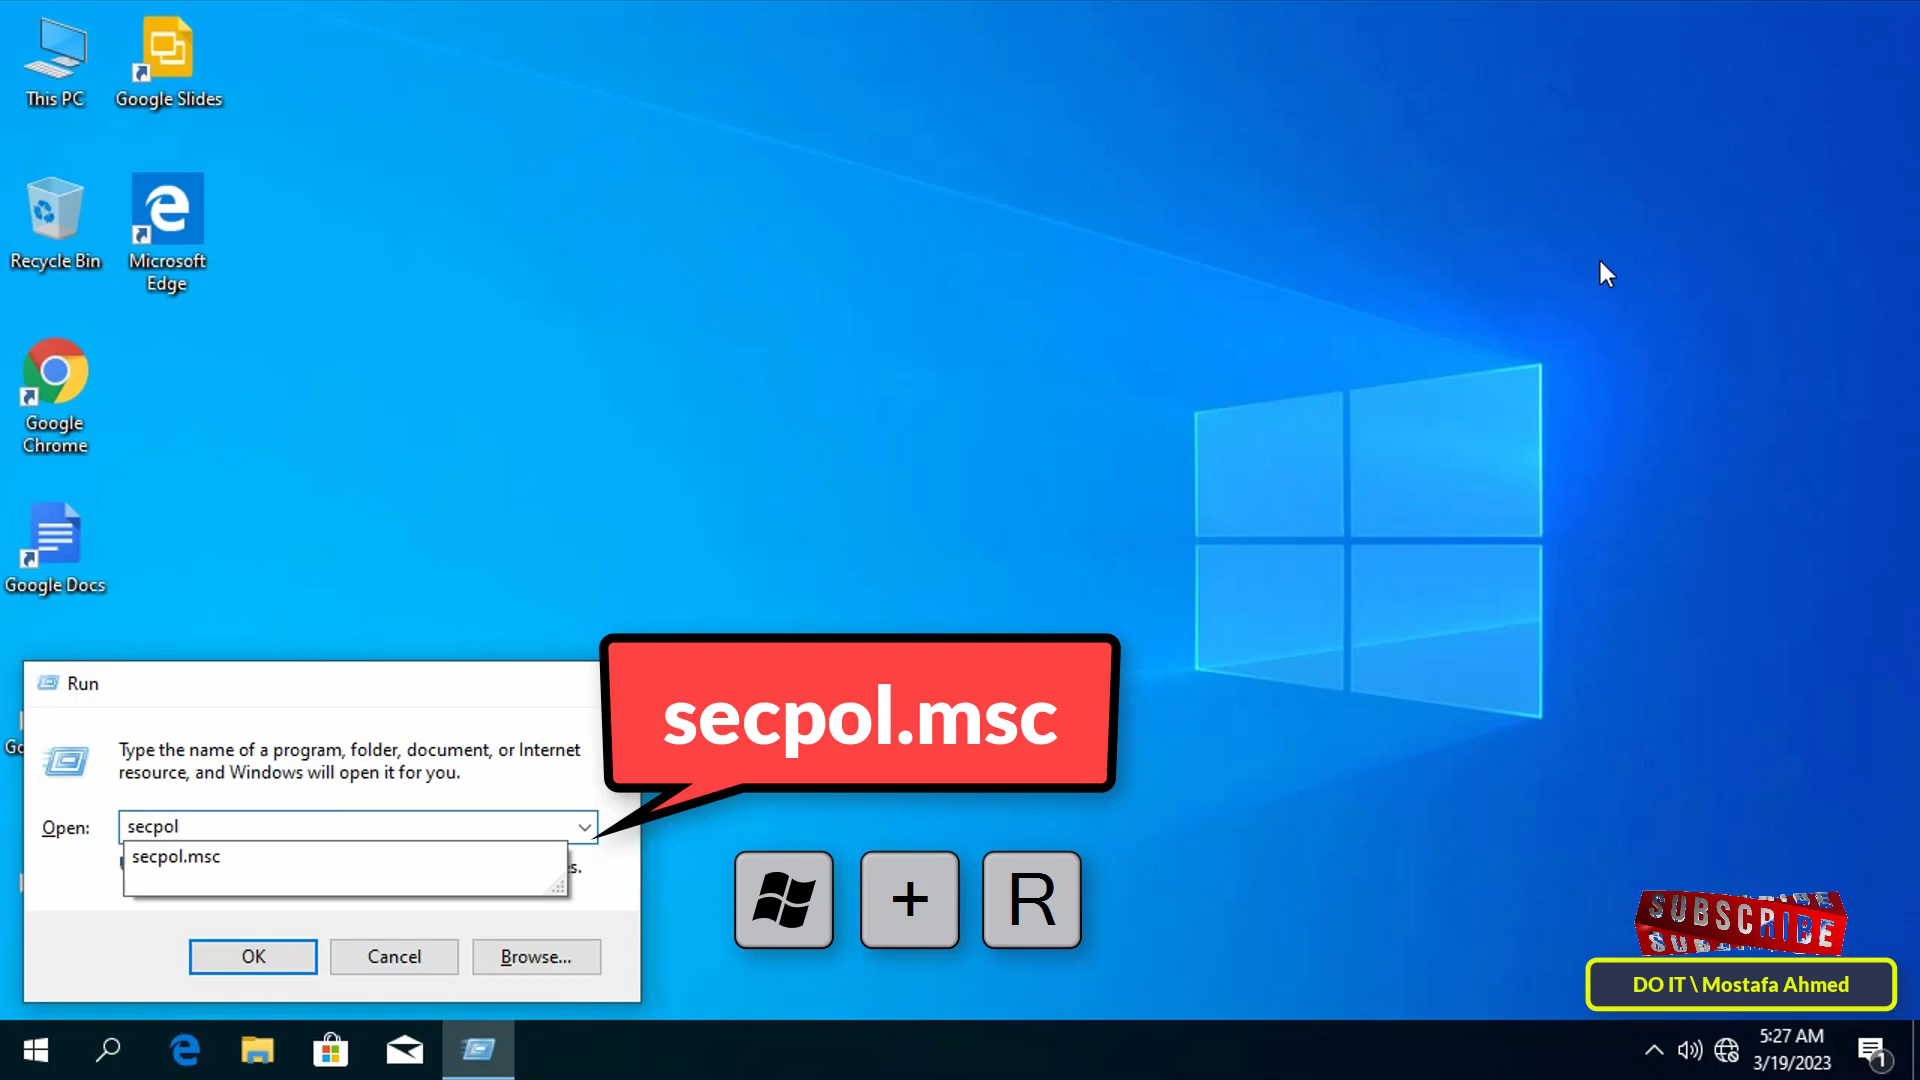 This PC
Google Slides
Recycle Bin
Microsoft
Edge
Google
Chrome
Google Docs
Run
Type the name of a program, folder, document, or Internet
resource, and Windows will open it for you.
Open:
secpol
secpol.msc
OK
Cancel
Browse...
secpol.msc
+
R
SUBSCRIBE
DO IT \ Mostafa Ahmed
5:27 AM
3/19/2023
1